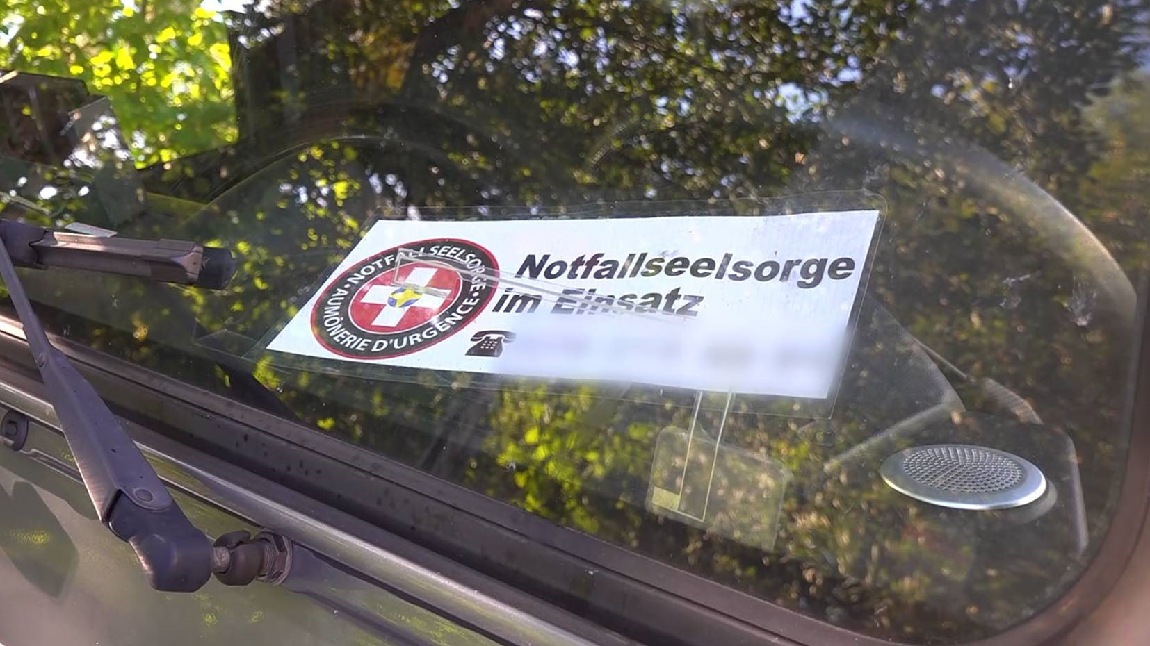 NOTFALLSEELSORGE
AUMÔNERIE D'URGENCE
Notfallseelsorge
im Einsatz